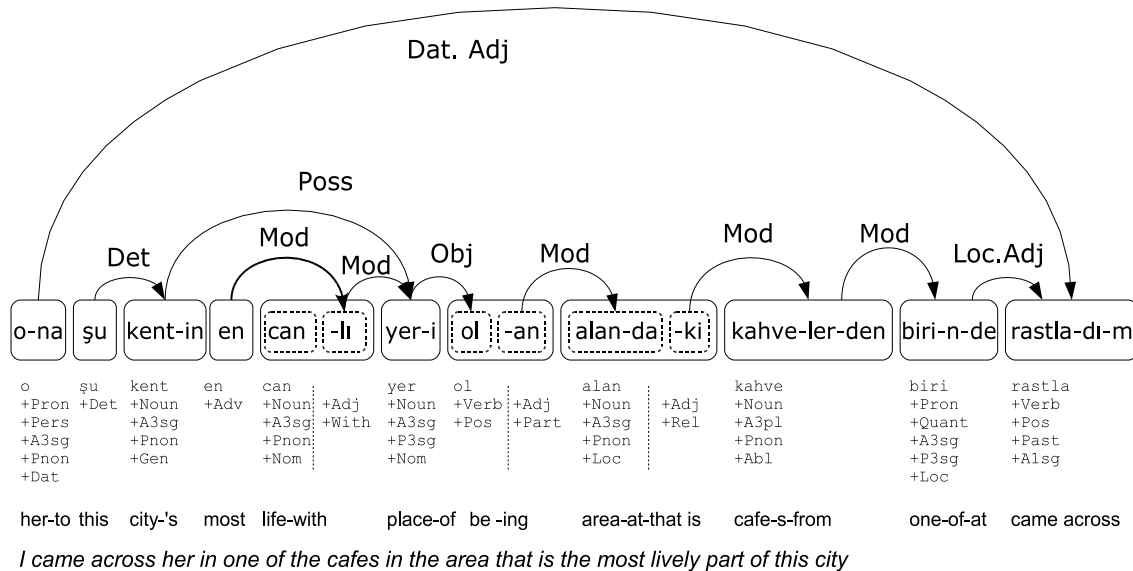 Dat. Adj
Poss
Mod Mod Mod
Det Mod Obj Mod Loc.Adj
o-na şu kent-in en can -lı yer-i ol -an alan-da -ki kahve-ler-den biri-n-de rastla-dı-m
o şu kent en can yer ol alan kahve biri rastla
+Pron +Det +Noun +Adv +Noun +Adj +Noun +Verb +Adj +Noun +Adj +Noun +Pron +Verb
+Pers +A3sg +A3sg +With +A3sg +Pos +Part +A3sg +Rel +A3pl +Quant +Pos
+A3sg +Pnon +Pnon +P3sg +Pnon +Pnon +A3sg +Past
+Pnon +Gen +Nom +Nom +Loc +Abl +P3sg +A1sg
+Dat +Loc
her-to this city-'s most life-with place-of be -ing area-at-that is cafe-s-from one-of-at came across
I came across her in one of the cafes in the area that is the most lively part of this city